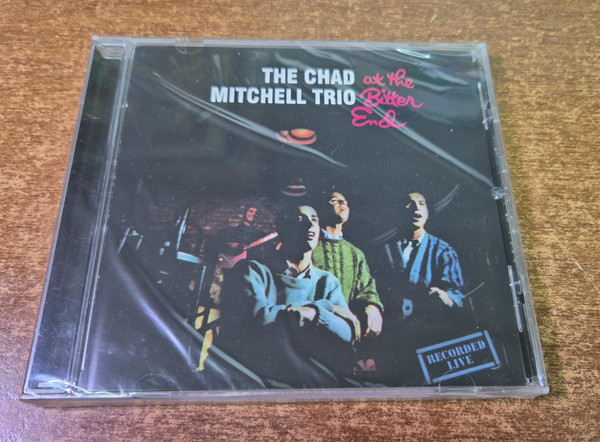 THE CHAD
MITCHELL TRIO
at the
Bitter
End
RECORDED
LIVE